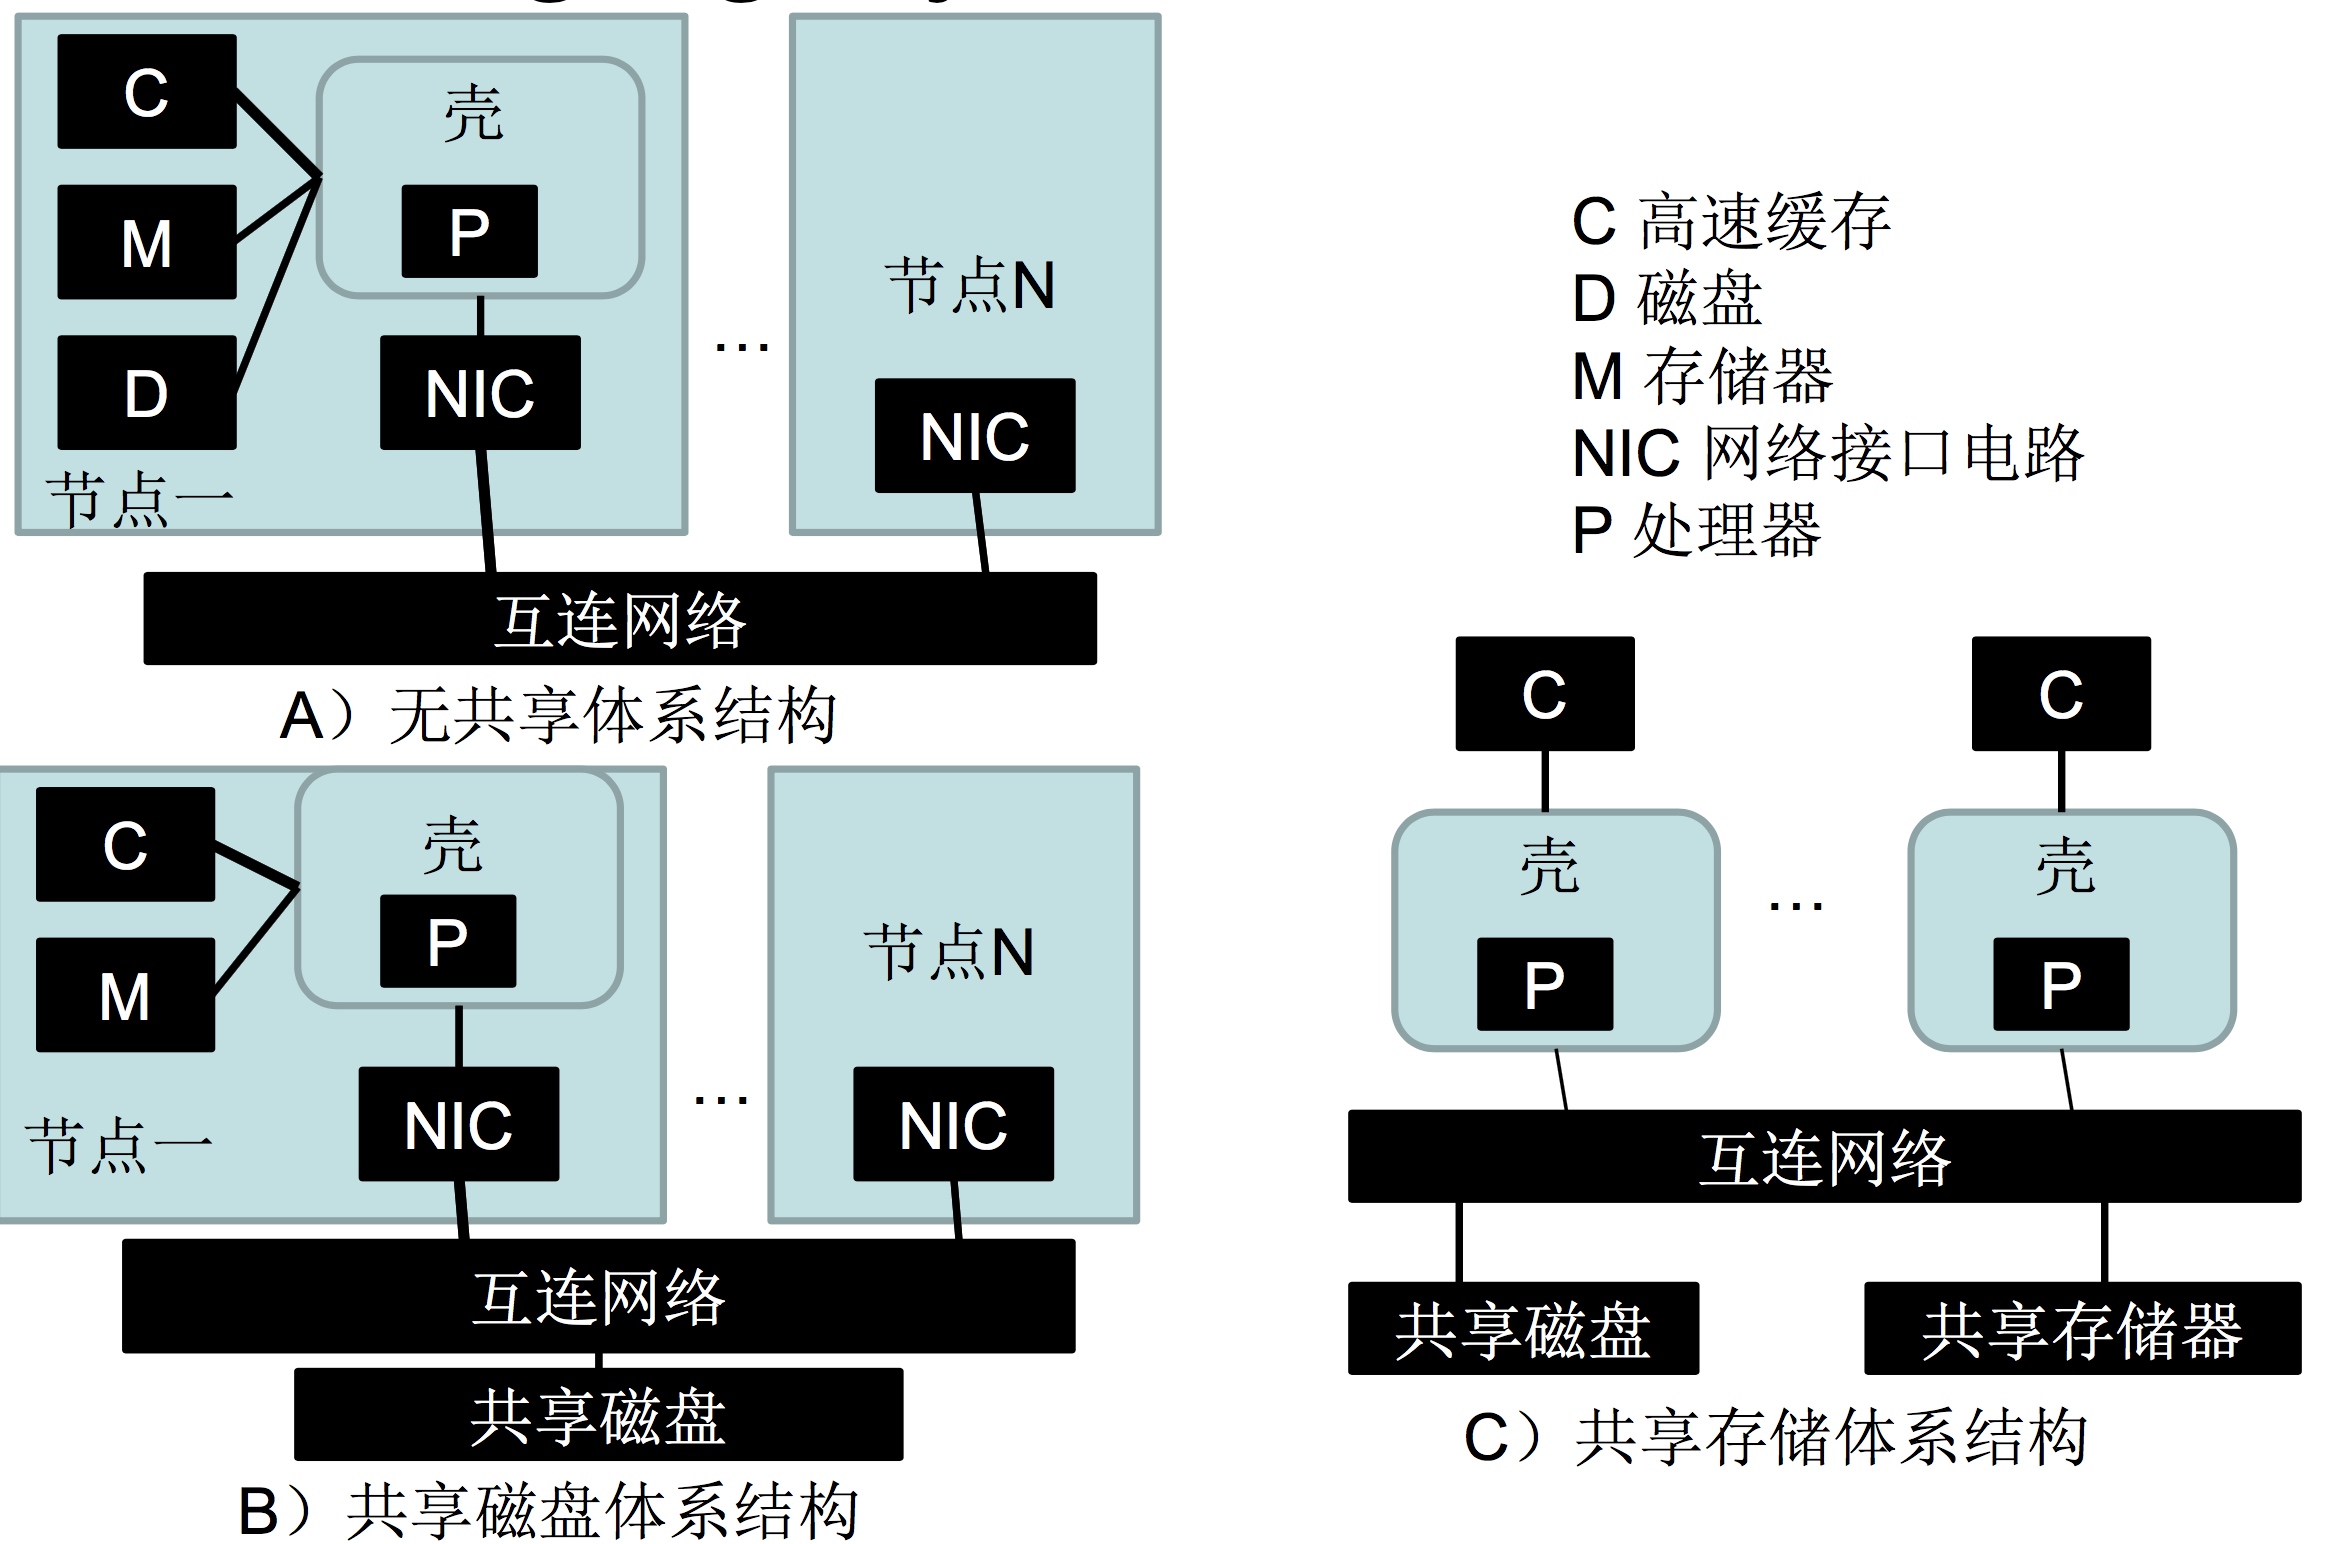 C
壳
M
P
D
NIC
节点一
...
节点N
NIC
互连网络
A）无共享体系结构
C
壳
M
P
节点一
NIC
...
节点N
NIC
互连网络
共享磁盘
B）共享磁盘体系结构
C 高速缓存
D 磁盘
M 存储器
NIC 网络接口电路
P 处理器
C
C
壳
...
壳
P
P
互连网络
共享磁盘
共享存储器
C）共享存储体系结构